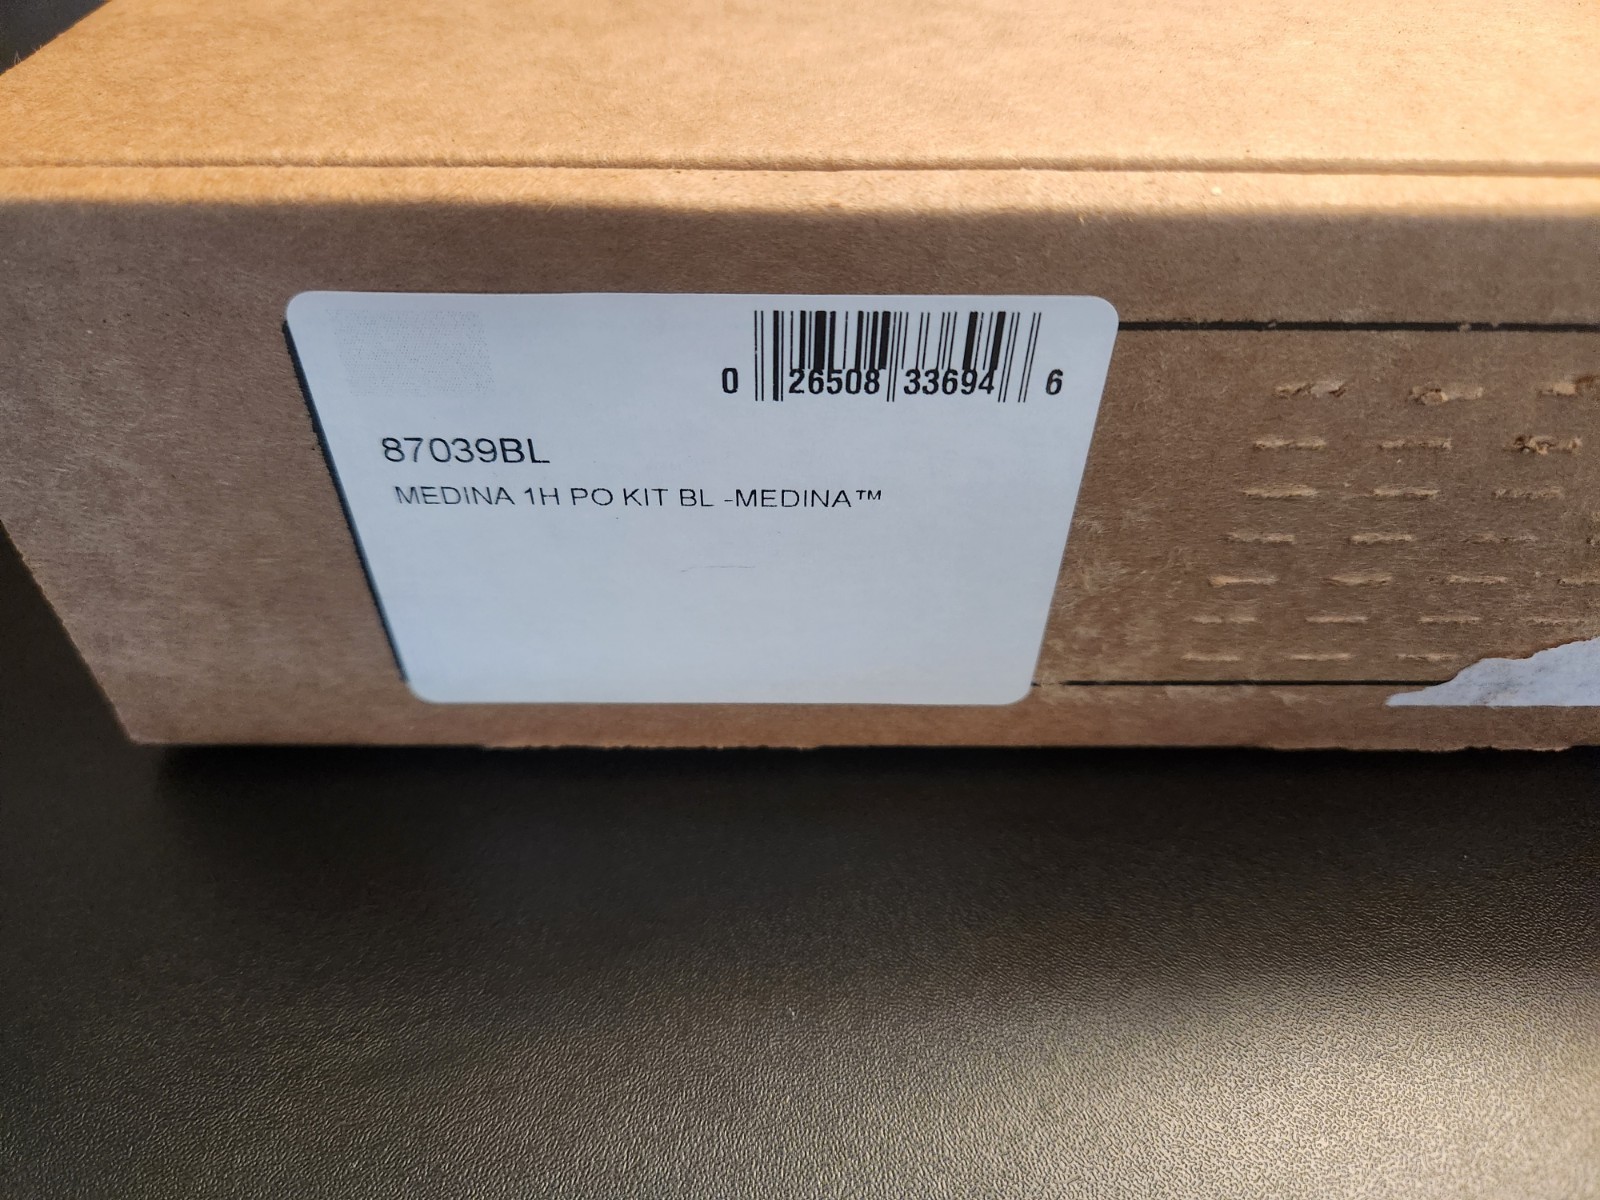 0 26508 33694 6
87039BL
MEDINA 1H PO KIT BL -MEDINA™